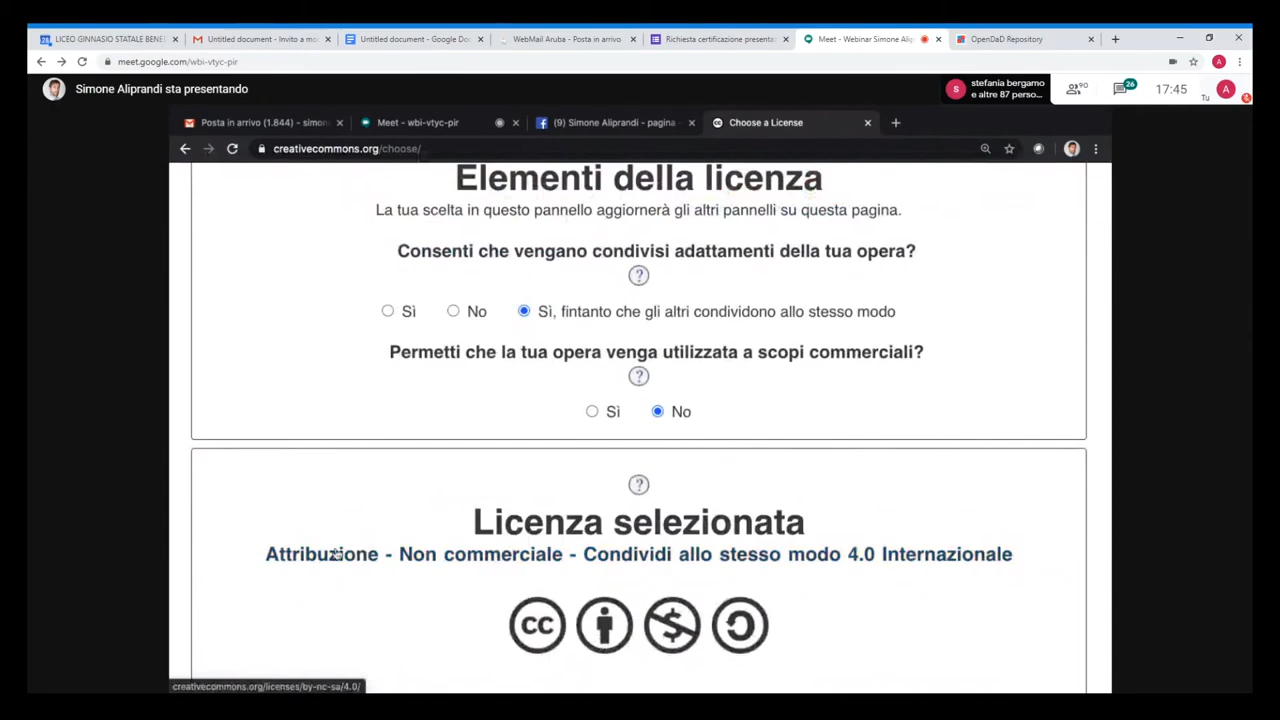 LICEO GINNASIO STATALE BENE
Untitled document - Invito a mo
Untitled document - Google Do
WebMail Aruba - Posta in arrivo
Richiesta certificazione presenta
Meet - Webinar Simone Alip
OpenDaD Repository
meet.google.com/wbi-vtyc-pir
Simone Aliprandi sta presentando
S
stefania bergamo
e altre 87 perso...
90
26
17:45
Tu
A
Posta in arrivo (1.844) - simon
Meet - wbi-vtyc-pir
(9) Simone Aliprandi - pagina
Choose a License
creativecommons.org/choose/
Elementi della licenza
La tua scelta in questo pannello aggiornerà gli altri pannelli su questa pagina.
Consenti che vengano condivisi adattamenti della tua opera?
?
Sì No Sì, fintanto che gli altri condividono allo stesso modo
Permetti che la tua opera venga utilizzata a scopi commerciali?
?
Sì No
?
Licenza selezionata
Attribuzione - Non commerciale - Condividi allo stesso modo 4.0 Internazionale
cc $
creativecommons.org/licenses/by-nc-sa/4.0/